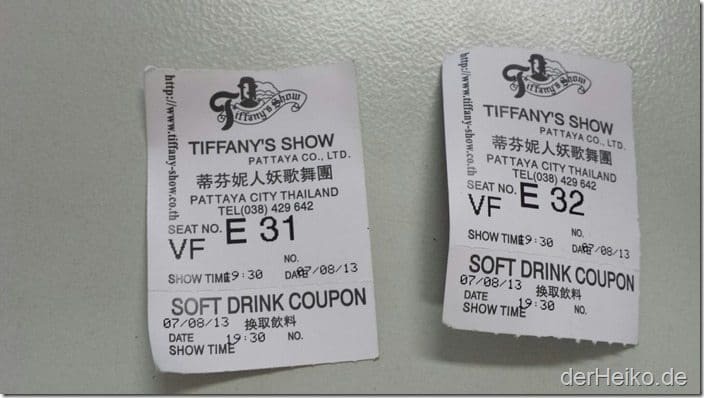 http://www.tiffany-show.co.th
Tiffany's Show
TIFFANY'S SHOW
PATTAYA CO., LTD.
蒂芬妮人妖歌舞團
PATTAYA CITY THAILAND
TEL(038) 429 642
SEAT NO. E 31
VF
NO.
SHOW TIME 19:30 DATE 07/08/13
SOFT DRINK COUPON
07/08/13 換取飲料
DATE 19:30 NO.
SHOW TIME
http://www.tiffany-show.co.th
Tiffany's Show
TIFFANY'S SHOW
PATTAYA CO., LTD.
蒂芬妮人妖歌舞團
PATTAYA CITY THAILAND
TEL(038) 429 642
SEAT NO. E 32
VF
NO.
SHOW TIME 19:30 DATE 07/08/13
SOFT DRINK COUPON
07/08/13 換取飲料
DATE 19:30 NO.
SHOW TIME
derHeiko.de